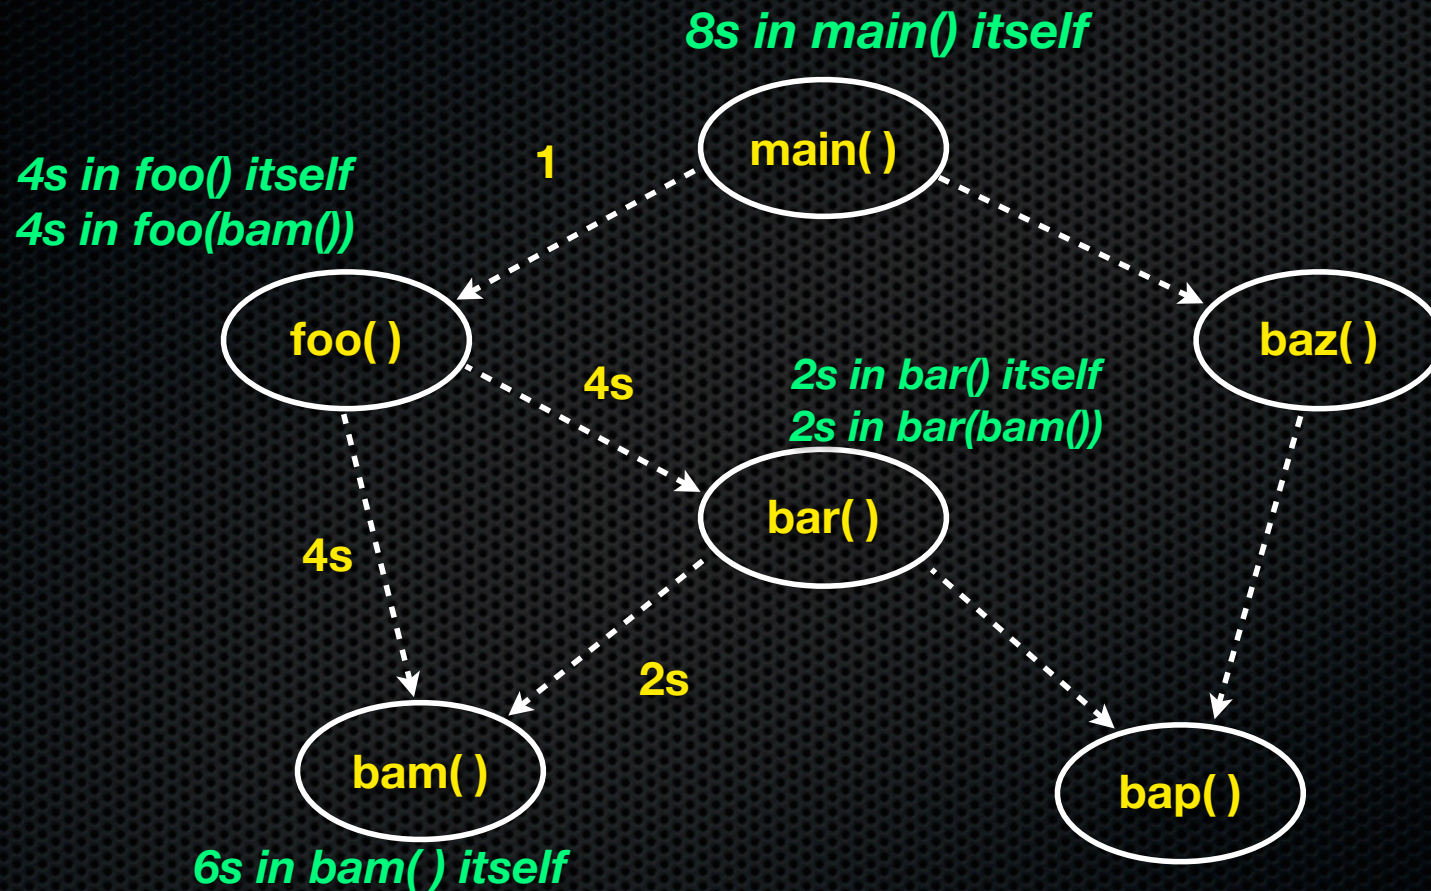 8s in main() itself
main( )
1
4s in foo() itself
4s in foo(bam())
foo( )
baz( )
4s
2s in bar() itself
2s in bar(bam())
bar( )
4s
2s
bam( )
bap( )
6s in bam( ) itself